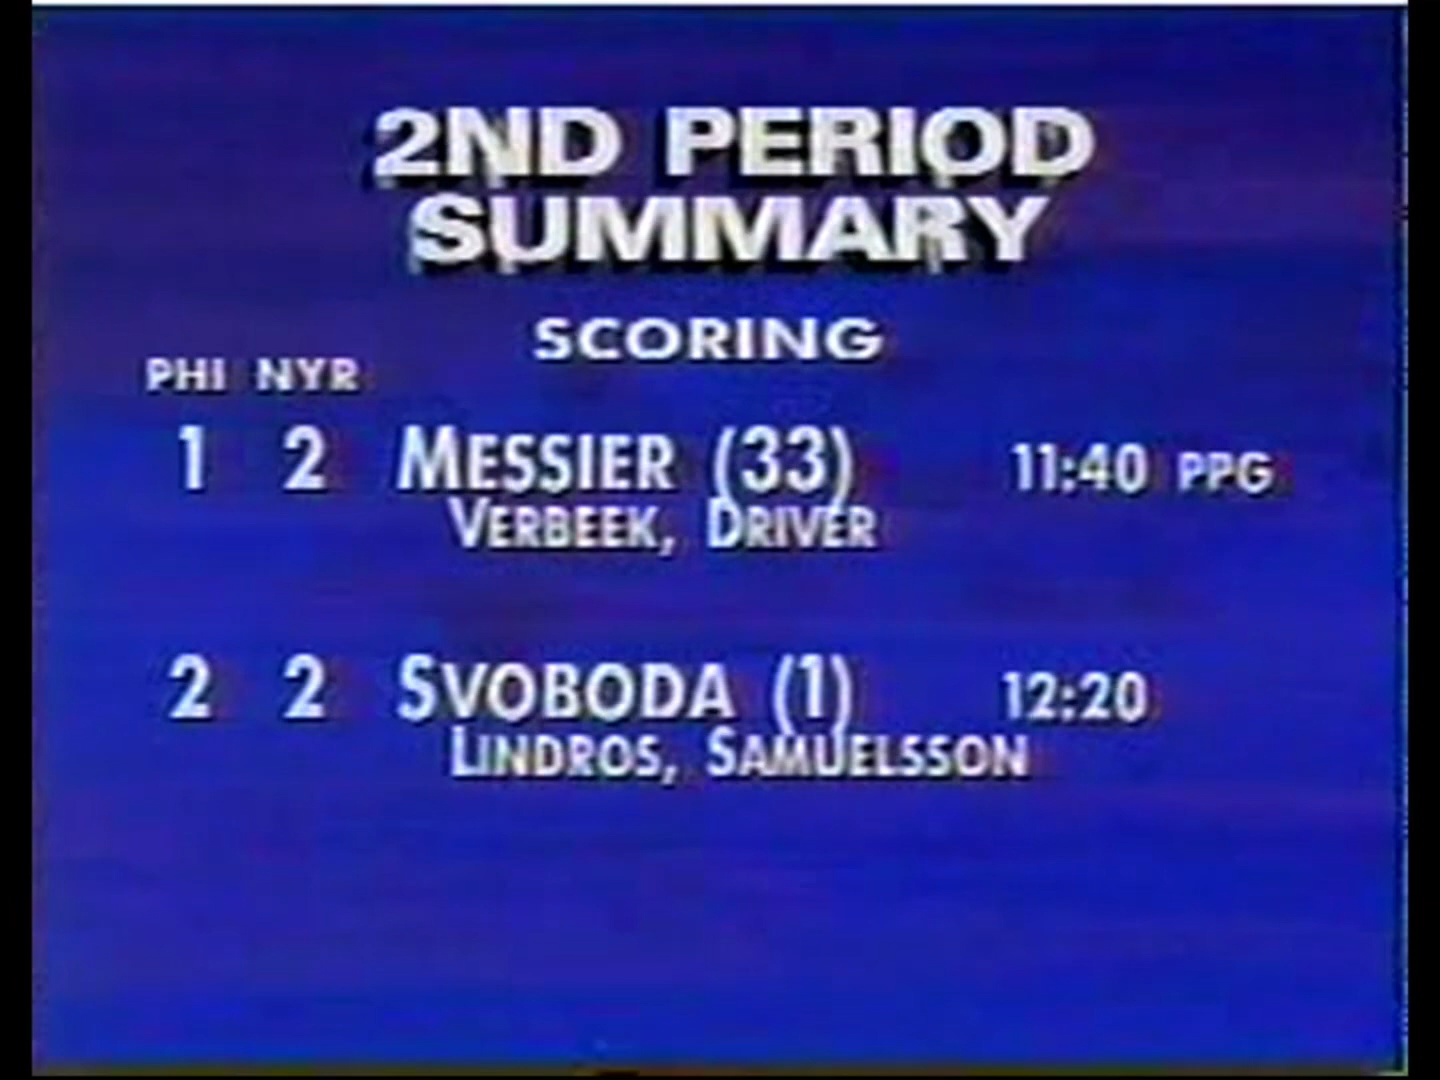 2ND PERIOD
SUMMARY
SCORING
PHI NYR
1 2 MESSIER (33) 11:40 PPG
VERBEEK, DRIVER
2 2 SVOBODA (1) 12:20
LINDROS, SAMUELSSON